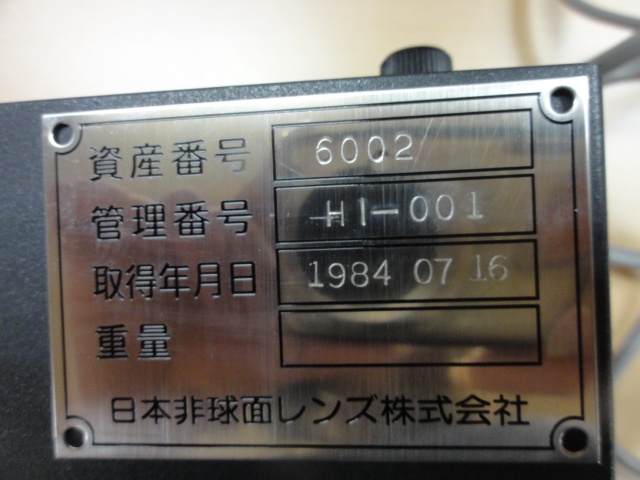 資産番号 6002
管理番号 HI-001
取得年月日 1984 07 16
重量
日本非球面レンズ株式会社